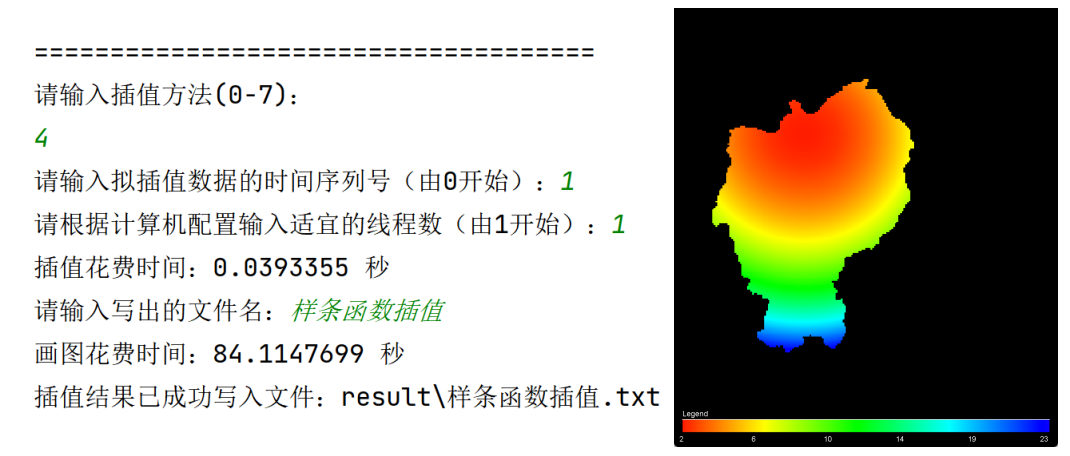 =====================================
请输入插值方法(0-7):
4
请输入拟插值数据的时间序列号（由0开始）：1
请根据计算机配置输入适宜的线程数（由1开始）：1
插值花费时间：0.0393355 秒
请输入写出的文件名：样条函数插值
画图花费时间：84.1147699 秒
插值结果已成功写入文件：result\样条函数插值.txt
Legend
2 6 10 14 19 23